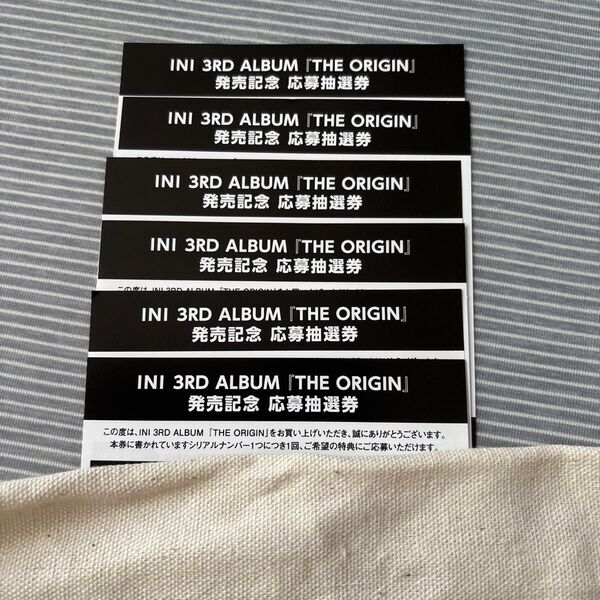 INI 3RD ALBUM『THE ORIGIN』
発売記念 応募抽選券
INI 3RD ALBUM『THE ORIGIN』
発売記念 応募抽選券
INI 3RD ALBUM『THE ORIGIN』
発売記念 応募抽選券
INI 3RD ALBUM『THE ORIGIN』
発売記念 応募抽選券
INI 3RD ALBUM『THE ORIGIN』
発売記念 応募抽選券
INI 3RD ALBUM『THE ORIGIN』
発売記念 応募抽選券
この度は、INI 3RD ALBUM 『THE ORIGIN』をお買い上げいただき、誠にありがとうございます。
本券に書かれていますシリアルナンバー1つにつき1回、ご希望の特典にご応募いただけます。